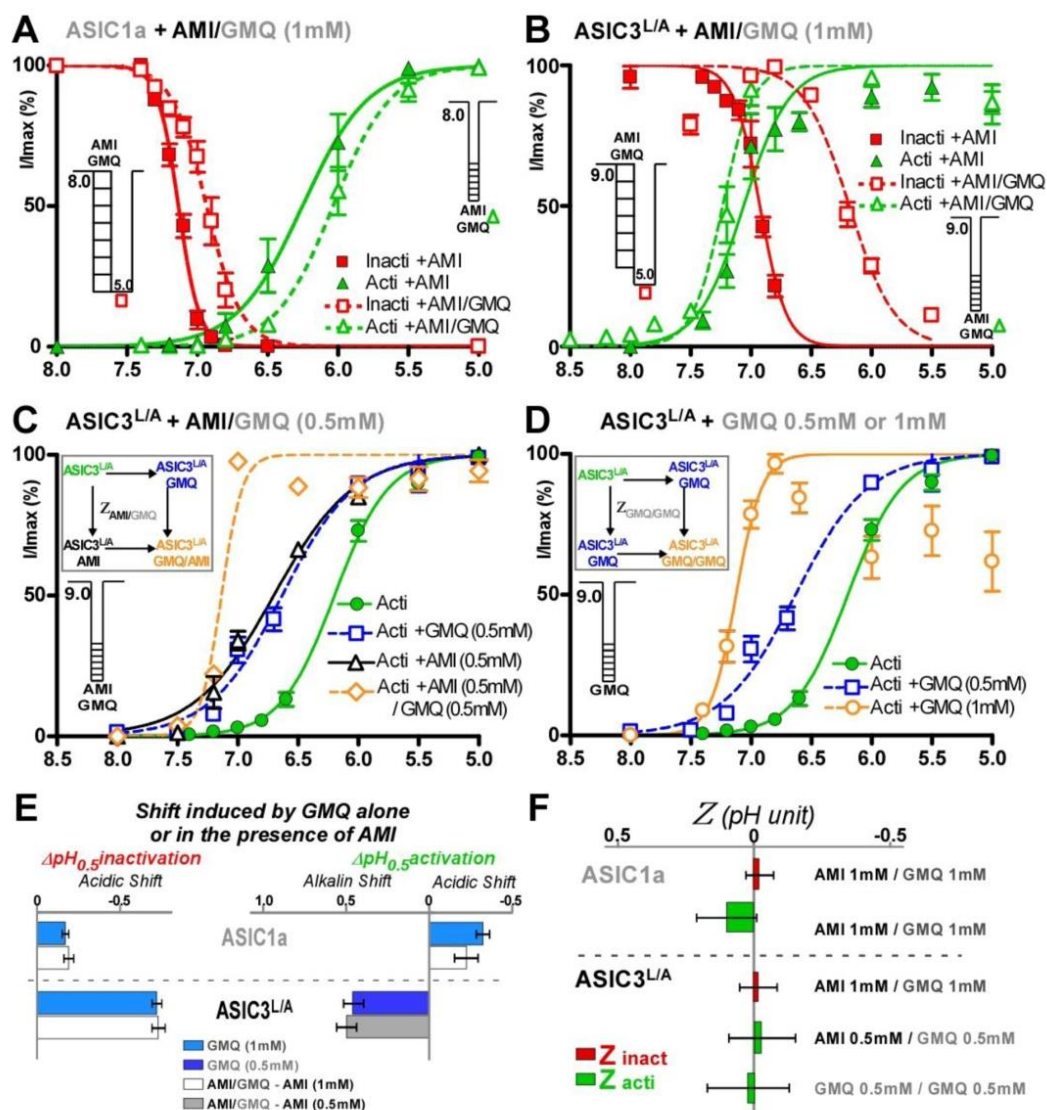 A
ASIC1a + AMI/GMQ (1mM)
I/Imax (%)
100
50
0
8.0 7.5 7.0 6.5 6.0 5.5 5.0
AMI
GMQ
8.0
5.0
8.0
AMI
GMQ
Inacti +AMI
Acti +AMI
Inacti +AMI/GMQ
Acti +AMI/GMQ
B
ASIC3L/A + AMI/GMQ (1mM)
I/Imax (%)
100
50
0
8.5 8.0 7.5 7.0 6.5 6.0 5.5 5.0
AMI
GMQ
9.0
5.0
9.0
AMI
GMQ
Inacti +AMI
Acti +AMI
Inacti +AMI/GMQ
Acti +AMI/GMQ
C
ASIC3L/A + AMI/GMQ (0.5mM)
I/Imax (%)
100
50
0
8.5 8.0 7.5 7.0 6.5 6.0 5.5 5.0
ASIC3L/A
ASIC3L/A
GMQ
ZAMI/GMQ
ASIC3L/A
AMI
ASIC3L/A
GMQ/AMI
9.0
AMI
GMQ
Acti
Acti +GMQ (0.5mM)
Acti +AMI (0.5mM)
Acti +AMI (0.5mM)
/ GMQ (0.5mM)
D
ASIC3L/A + GMQ 0.5mM or 1mM
I/Imax (%)
100
50
0
8.5 8.0 7.5 7.0 6.5 6.0 5.5 5.0
ASIC3L/A
ASIC3L/A
GMQ
ZGMQ/GMQ
ASIC3L/A
GMQ
ASIC3L/A
GMQ/GMQ
9.0
GMQ
Acti
Acti +GMQ (0.5mM)
Acti +GMQ (1mM)
E
Shift induced by GMQ alone
or in the presence of AMI
ΔpH0.5inactivation
ΔpH0.5activation
Acidic Shift
Alkalin Shift
Acidic Shift
0 -0.5
1,0 0.5 0 -0.5
ASIC1a
ASIC3L/A
GMQ (1mM)
GMQ (0.5mM)
AMI/GMQ - AMI (1mM)
AMI/GMQ - AMI (0.5mM)
F
Z (pH unit)
0.5 0 -0.5
ASIC1a
AMI 1mM / GMQ 1mM
AMI 1mM / GMQ 1mM
ASIC3L/A
AMI 1mM / GMQ 1mM
AMI 0.5mM / GMQ 0.5mM
GMQ 0.5mM / GMQ 0.5mM
Z inact
Z acti